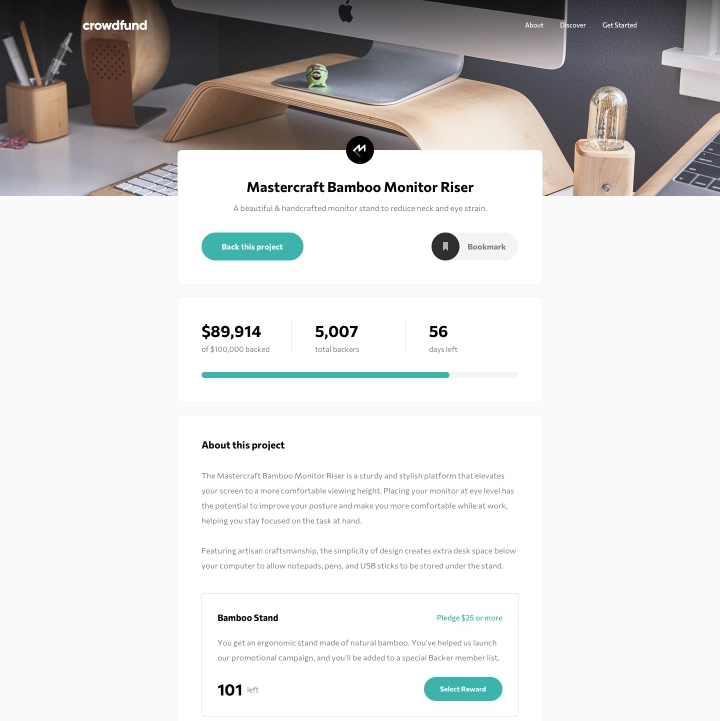 crowdfund
About Discover Get Started
Mastercraft Bamboo Monitor Riser
A beautiful & handcrafted monitor stand to reduce neck and eye strain.
Back this project
Bookmark
$89,914
of $100,000 backed
5,007
total backers
56
days left
About this project
The Mastercraft Bamboo Monitor Riser is a sturdy and stylish platform that elevates
your screen to a more comfortable viewing height. Placing your monitor at eye level has
the potential to improve your posture and make you more comfortable while at work,
helping you stay focused on the task at hand.
Featuring artisan craftsmanship, the simplicity of design creates extra desk space below
your computer to allow notepads, pens, and USB sticks to be stored under the stand.
Bamboo Stand
Pledge $25 or more
You get an ergonomic stand made of natural bamboo. You've helped us launch
our promotional campaign, and you'll be added to a special Backer member list.
101 left
Select Reward